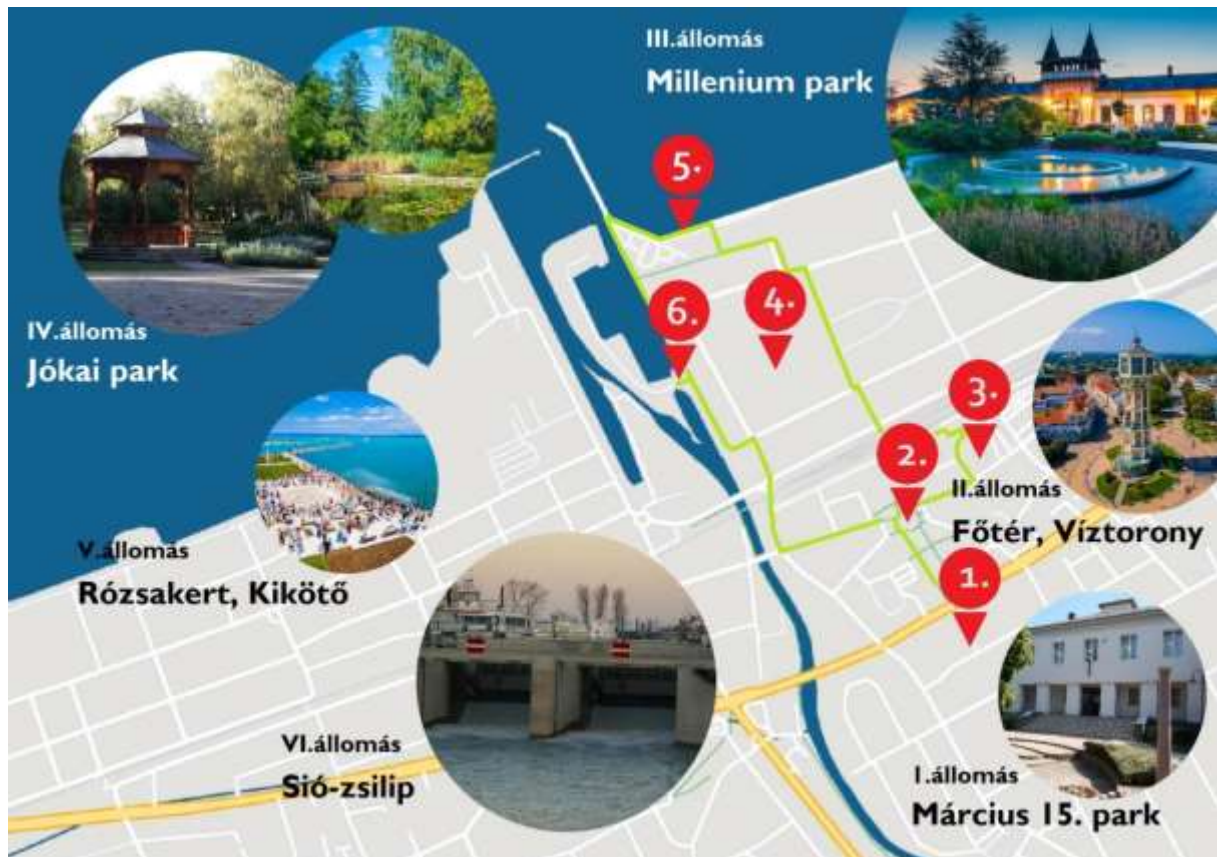 III.állomás
Millenium park
5.
IV.állomás
Jókai park
6.
4.
3.
2.
II.állomás
Főtér, Víztorony
V.állomás
Rózsakert, Kikötő
1.
VI.állomás
Sió-zsilip
I.állomás
Március 15. park